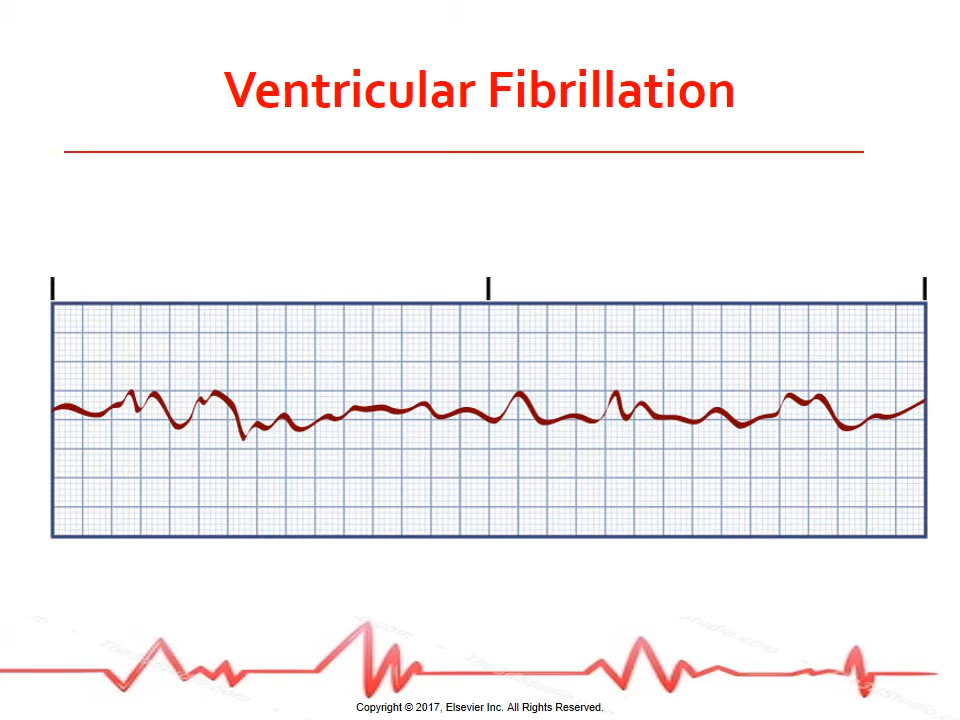 Ventricular Fibrillation
Copyright © 2017, Elsevier Inc. All Rights Reserved.